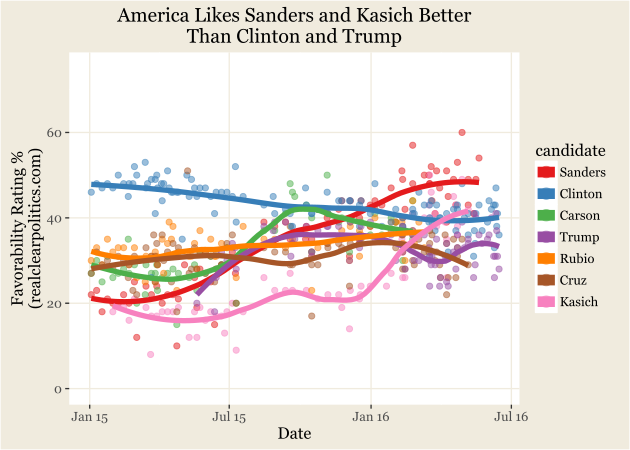 America Likes Sanders and Kasich Better
Than Clinton and Trump
Favorability Rating %
(realclearpolitics.com)
60
40
20
0
Jan 15
Jul 15
Jan 16
Jul 16
Date
candidate
Sanders
Clinton
Carson
Trump
Rubio
Cruz
Kasich